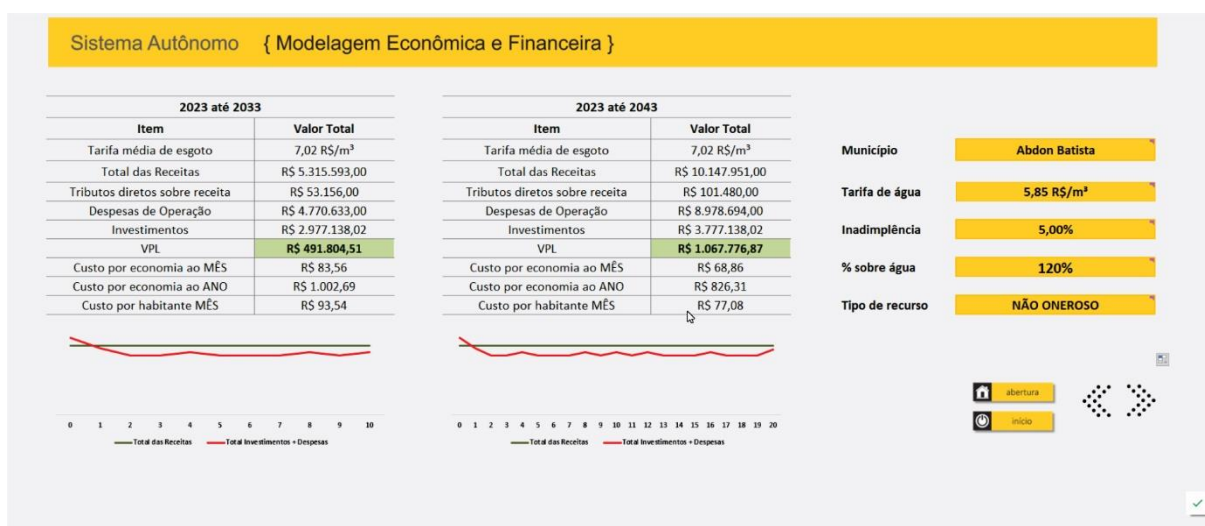 Sistema Autônomo { Modelagem Econômica e Financeira }
2023 até 2033
Item Valor Total
Tarifa média de esgoto 7,02 R$/m³
Total das Receitas R$ 5.315.593,00
Tributos diretos sobre receita R$ 53.156,00
Despesas de Operação R$ 4.770.633,00
Investimentos R$ 2.977.138,02
VPL R$ 491.804,51
Custo por economia ao MÊS R$ 83,56
Custo por economia ao ANO R$ 1.002,69
Custo por habitante MÊS R$ 93,54
0 1 2 3 4 5 6 7 8 9 10
Total das Receitas Total Investimentos + Despesas
2023 até 2043
Item Valor Total
Tarifa média de esgoto 7,02 R$/m³
Total das Receitas R$ 10.147.951,00
Tributos diretos sobre receita R$ 101.480,00
Despesas de Operação R$ 8.978.694,00
Investimentos R$ 3.777.138,02
VPL R$ 1.067.776,87
Custo por economia ao MÊS R$ 68,86
Custo por economia ao ANO R$ 826,31
Custo por habitante MÊS R$ 77,08
0 1 2 3 4 5 6 7 8 9 10 11 12 13 14 15 16 17 18 19 20
Total das Receitas Total Investimentos + Despesas
Município Abdon Batista
Tarifa de água 5,85 R$/m³
Inadimplência 5,00%
% sobre água 120%
Tipo de recurso NÃO ONEROSO
abertura
início